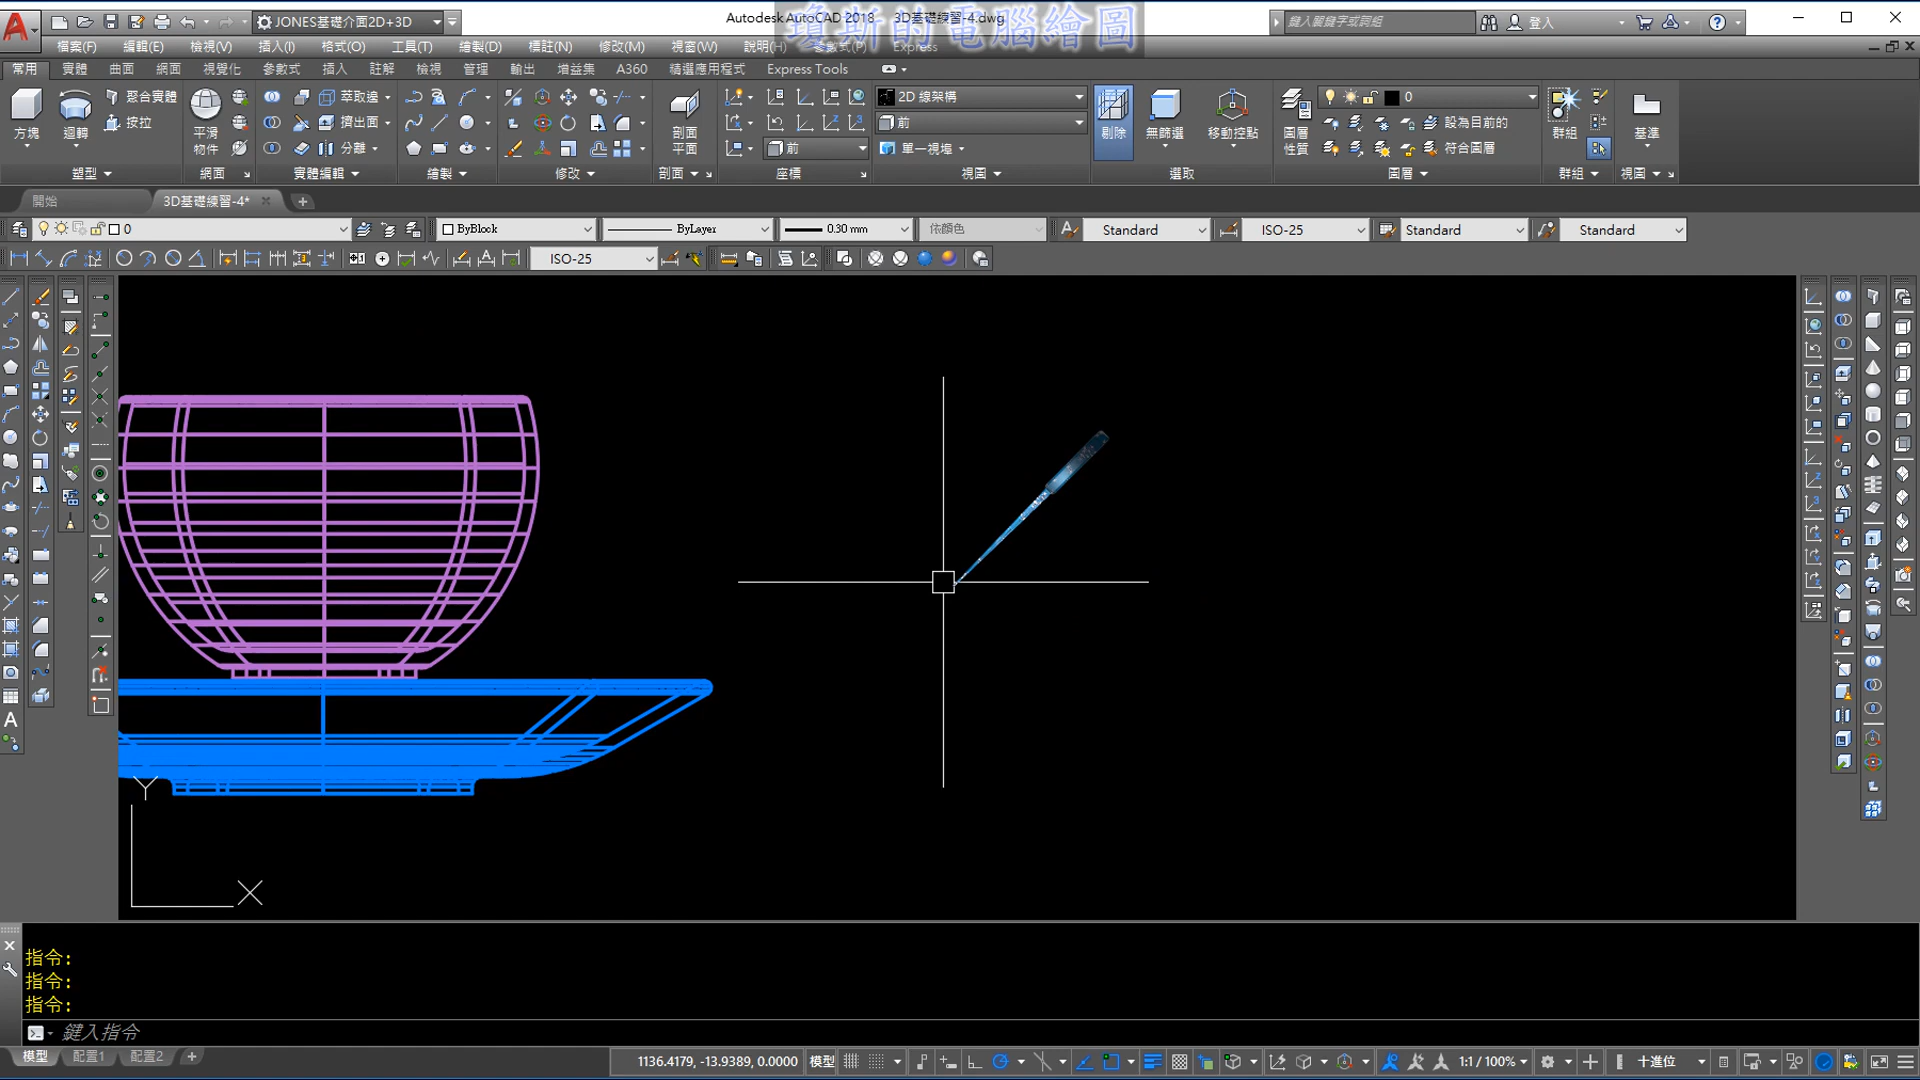 JONES基礎介面2D+3D
Autodesk AutoCAD 2018 3D基礎練習-4.dwg
瓊斯的電腦繪圖
鍵入關鍵字或詞組
登入
檔案(F) 編輯(E) 檢視(V) 插入(I) 格式(O) 工具(T) 繪製(D) 標註(N) 修改(M) 視窗(W) 說明(H) 參數式(P) Express
常用 實體 曲面 網面 視覺化 參數式 插入 註解 檢視 管理 輸出 增益集 A360 精選應用程式 Express Tools
聚合實體 萃取邊 2D 線架構 0
方塊 迴轉 按拉 平滑物件 擠出面 剖面平面 前 剔除 無篩選 移動控點 圖層性質 設為目前的 群組 基準
分離 前 單一視埠 符合圖層
塑型 網面 實體編輯 繪製 修改 剖面 座標 視圖 選取 圖層 群組 視圖
開始 3D基礎練習-4*
0 ByBlock ByLayer 0.30 mm 依顏色 Standard ISO-25 Standard Standard
ISO-25
Y
X
指令:
指令:
指令:
鍵入指令
模型 配置1 配置2
1136.4179, -13.9389, 0.0000 模型 1:1 / 100% 十進位